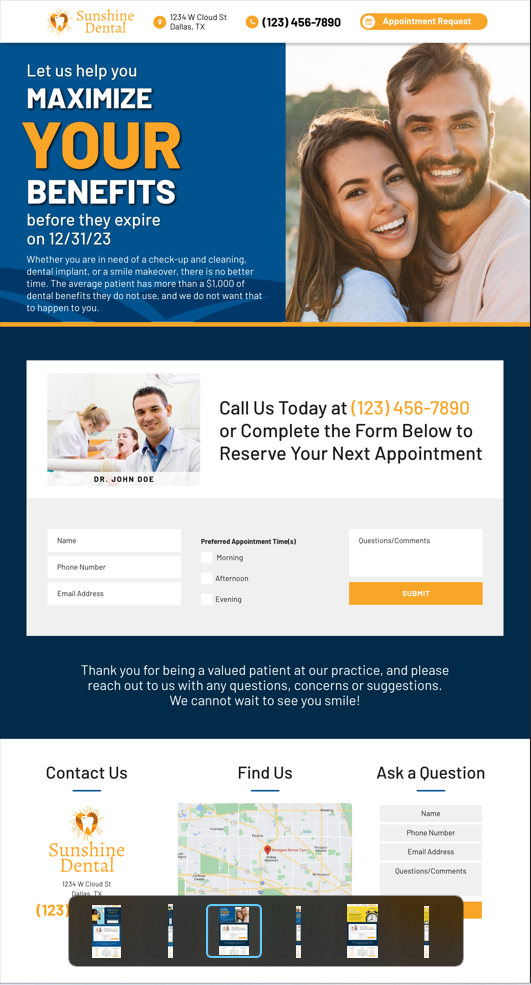 Sunshine
Dental
1234 W Cloud St
Dallas, TX
(123) 456-7890
Appointment Request
Let us help you
MAXIMIZE
YOUR
BENEFITS
before they expire
on 12/31/23
Whether you are in need of a check-up and cleaning,
dental implant, or a smile makeover, there is no better
time. The average patient has more than a $1,000 of
dental benefits they do not use, and we do not want that
to happen to you.
Call Us Today at (123) 456-7890
or Complete the Form Below to
Reserve Your Next Appointment
DR. JOHN DOE
Name
Phone Number
Email Address
Preferred Appointment Time(s)
Morning
Afternoon
Evening
Questions/Comments
SUBMIT
Thank you for being a valued patient at our practice, and please
reach out to us with any questions, concerns or suggestions.
We cannot wait to see you smile!
Contact Us
Sunshine
Dental
1234 W Cloud St
Dallas, TX
(123)
Find Us
Ask a Question
Name
Phone Number
Email Address
Questions/Comments